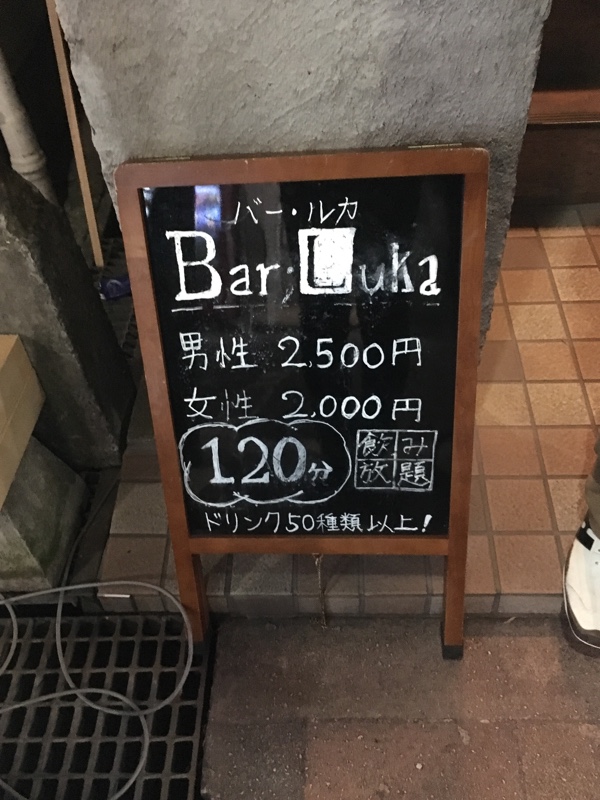 バー・ルカ
Bar Luka
男性 2,500円
女性 2,000円
120分
飲み
放題
ドリンク50種類以上!